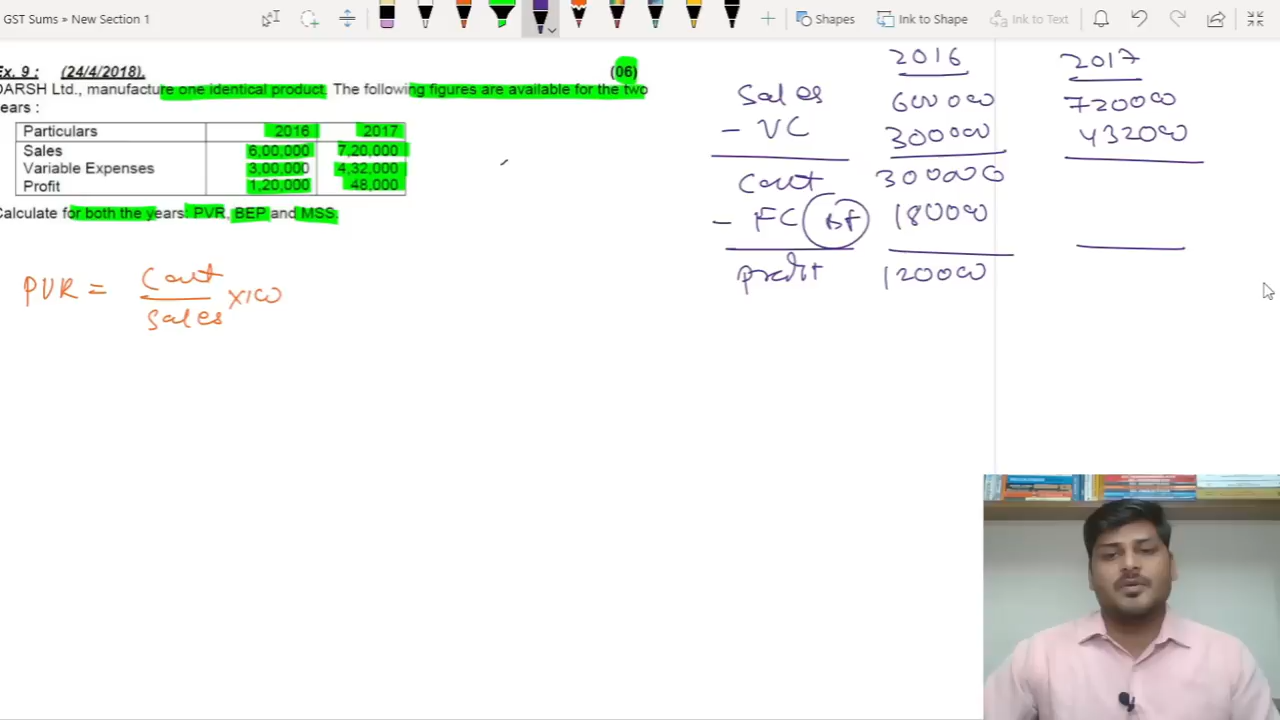 GST Sums » New Section 1
Shapes
Ink to Shape
Ink to Text
Ex. 9 : (24/4/2018). (06)
DARSH Ltd., manufacture one identical product. The following figures are available for the two
ears :
Particulars 2016 2017
Sales 6,00,000 7,20,000
Variable Expenses 3,00,000 4,32,000
Profit 1,20,000 48,000
Calculate for both the years: PVR, BEP and MSS.
PVR = Cont / Sales × 100
2016 2017
Sales 600000 720000
- VC 300000 432000
Cont 300000
- FC BF 180000
profit 120000